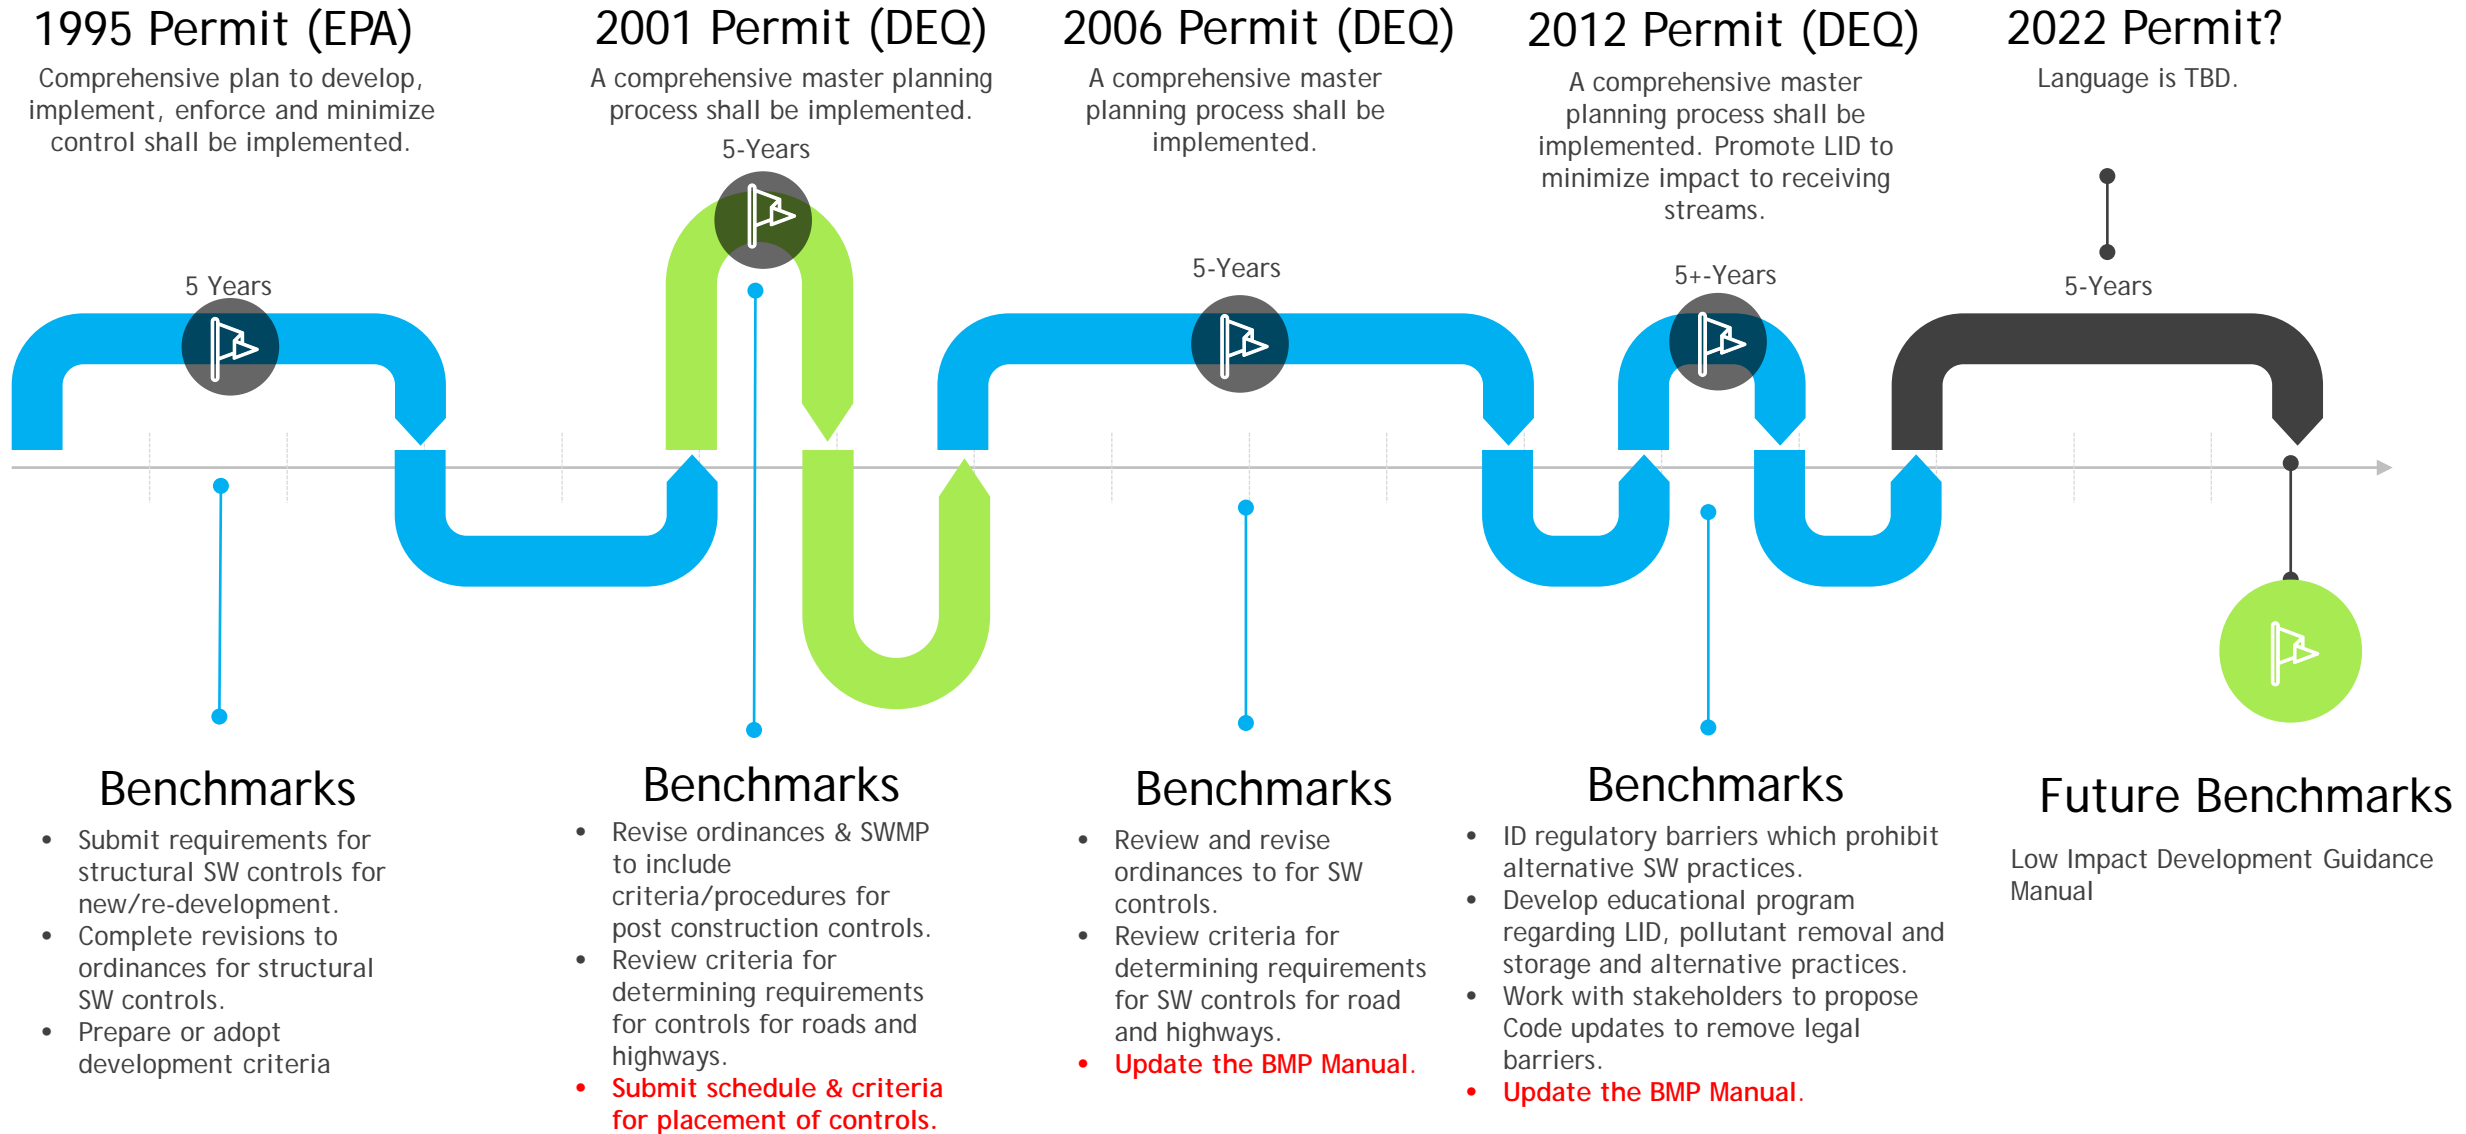 1995 Permit (EPA)
Comprehensive plan to develop,
implement, enforce and minimize
control shall be implemented.
5 Years
2001 Permit (DEQ)
A comprehensive master planning
process shall be implemented.
5-Years
2006 Permit (DEQ)
A comprehensive master
planning process shall be
implemented.
5-Years
2012 Permit (DEQ)
A comprehensive master
planning process shall be
implemented. Promote LID to
minimize impact to receiving
streams.
5+-Years
2022 Permit?
Language is TBD.
5-Years
Benchmarks
• Submit requirements for
structural SW controls for
new/re-development.
• Complete revisions to
ordinances for structural
SW controls.
• Prepare or adopt
development criteria
Benchmarks
• Revise ordinances & SWMP
to include
criteria/procedures for
post construction controls.
• Review criteria for
determining requirements
for controls for roads and
highways.
• Submit schedule & criteria
for placement of controls.
Benchmarks
• Review and revise
ordinances to for SW
controls.
• Review criteria for
determining requirements
for SW controls for road
and highways.
• Update the BMP Manual.
Benchmarks
• ID regulatory barriers which prohibit
alternative SW practices.
• Develop educational program
regarding LID, pollutant removal and
storage and alternative practices.
• Work with stakeholders to propose
Code updates to remove legal
barriers.
• Update the BMP Manual.
Future Benchmarks
Low Impact Development Guidance
Manual